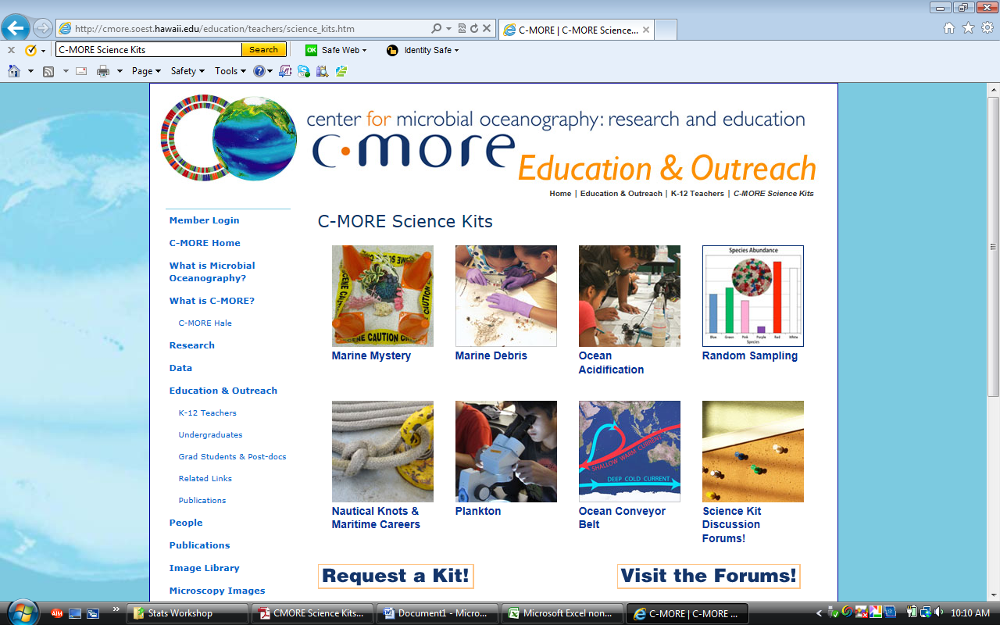 http://cmore.soest.hawaii.edu/education/teachers/science_kits.htm
C-MORE | C-MORE Science...
C-MORE Science Kits
Search
Safe Web
Identity Safe
Page
Safety
Tools
center for microbial oceanography: research and education
c·more
Education & Outreach
Home | Education & Outreach | K-12 Teachers | C-MORE Science Kits
Member Login
C-MORE Home
What is Microbial
Oceanography?
What is C-MORE?
C-MORE Hale
Research
Data
Education & Outreach
K-12 Teachers
Undergraduates
Grad Students & Post-docs
Related Links
Publications
People
Publications
Image Library
Microscopy Images
C-MORE Science Kits
CAUTION
SCENE CAUTION
Marine Mystery
Marine Debris
Ocean
Acidification
Species Abundance
Blue
Green
Pink
Purple
Red
White
Species
Random Sampling
Nautical Knots &
Maritime Careers
Plankton
SHALLOW WARM CURRENT
DEEP COLD CURRENT
Ocean Conveyor
Belt
Science Kit
Discussion
Forums!
Request a Kit!
Visit the Forums!
AIM
Stats Workshop
CMORE Science Kits...
Document1 - Micro...
Microsoft Excel non...
C-MORE | C-MORE ...
10:10 AM